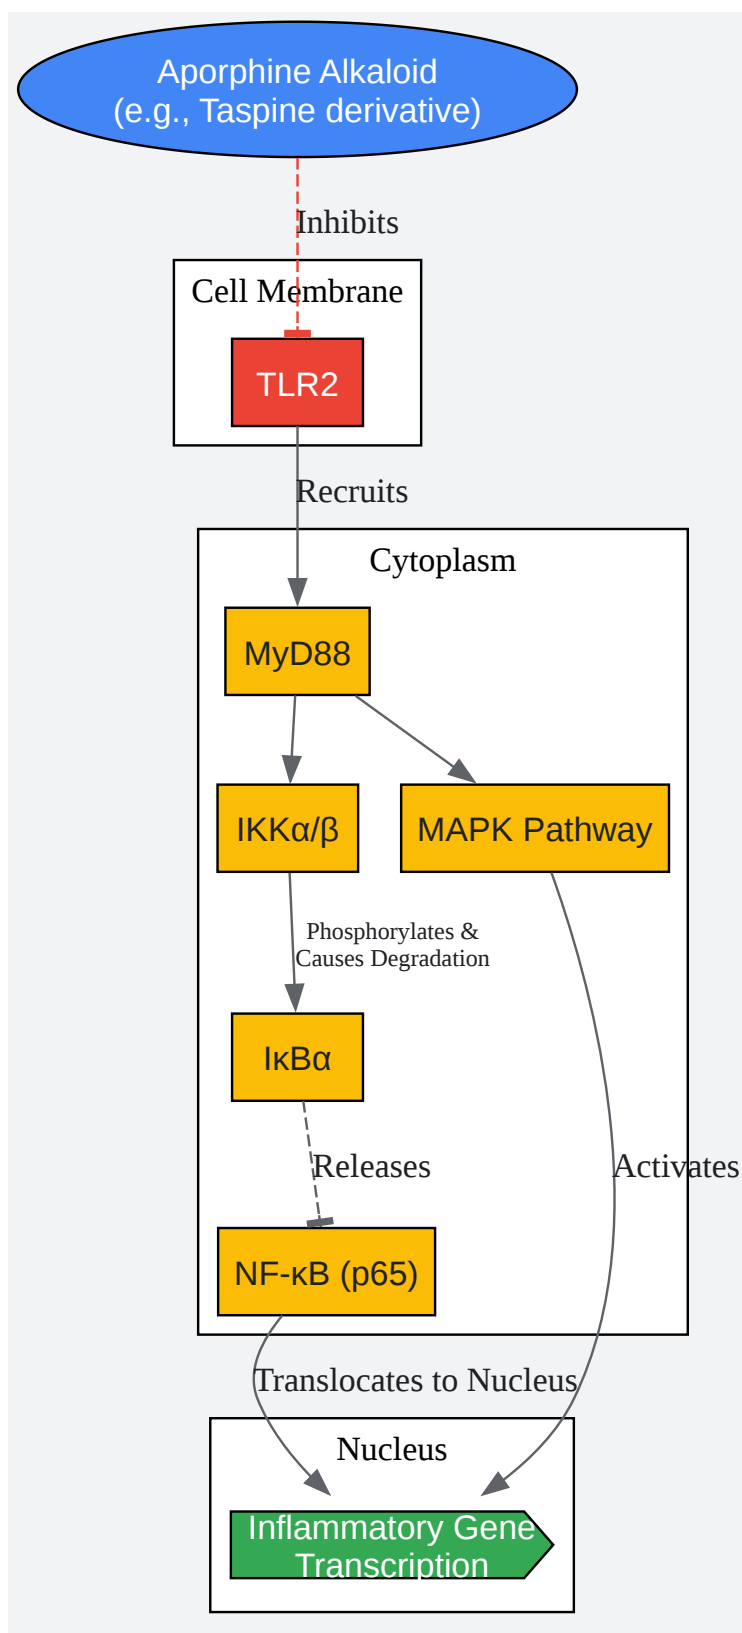 Aporphine Alkaloid
(e.g., Taspine derivative)
Inhibits
Cell Membrane
TLR2
Recruits
Cytoplasm
MyD88
IKKα/β
MAPK Pathway
Phosphorylates &
Causes Degradation
IκBα
Releases
Activates
NF-κB (p65)
Translocates to Nucleus
Nucleus
Inflammatory Gene
Transcription